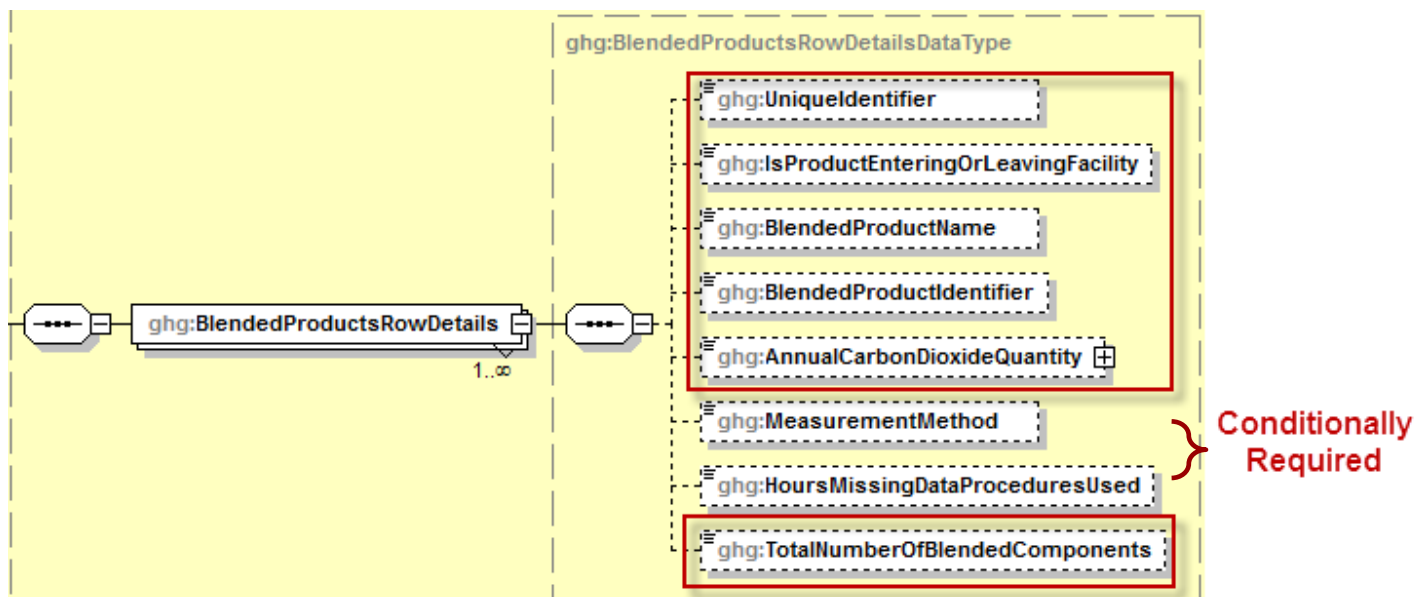 ghg:BlendedProductsRowDetailsDataType
ghg:UniqueIdentifier
ghg:IsProductEnteringOrLeavingFacility
ghg:BlendedProductName
ghg:BlendedProductIdentifier
ghg:BlendedProductsRowDetails
1..∞
ghg:AnnualCarbonDioxideQuantity
ghg:MeasurementMethod
ghg:HoursMissingDataProceduresUsed
ghg:TotalNumberOfBlendedComponents
Conditionally
Required